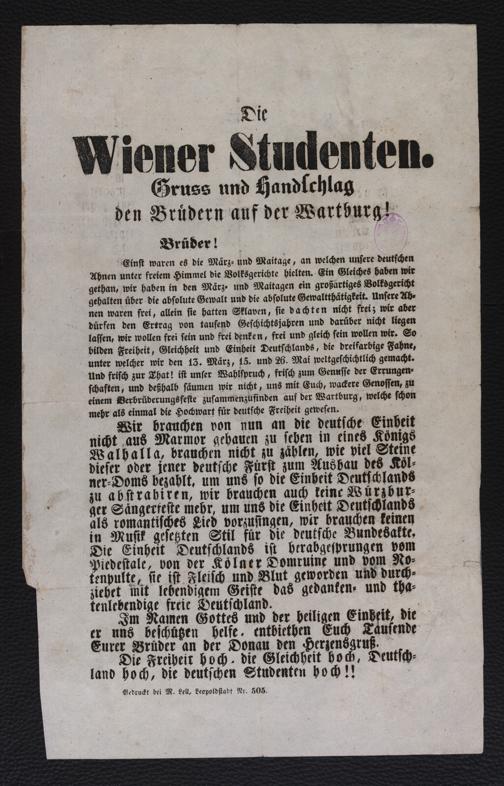 Die
Wiener Studenten.
Gruss und Handschlag
den Brüdern auf der Wartburg!
Brüder!
Einst waren es die März- und Maitage, an welchen unsere deutschen
Ahnen unter freiem Himmel die Volksgerichte hielten. Ein Gleiches haben wir
gethan, wir haben in den März- und Maitagen ein großartiges Volksgericht
gehalten über die absolute Gewalt und die absolute Gewaltthätigkeit. Unsere Ah-
nen waren frei, allein sie hatten Sklaven, sie dachten nicht frei; wir aber
dürfen den Ertrag von tausend Geschichtsjahren und darüber nicht liegen
lassen, wir wollen frei sein und frei denken, frei und gleich sein wollen wir. So
bilden Freiheit, Gleichheit und Einheit Deutschlands, die dreifarbige Fahne,
unter welcher wir den 13. März, 15. und 26. Mai weltgeschichtlich gemacht.
Und frisch zur That! ist unser Wahlspruch, frisch zum Genusse der Errungen-
schaften, und deßhalb säumen wir nicht, uns mit Euch, wackere Genossen, zu
einem Verbrüderungsfeste zusammenzufinden auf der Wartburg, welche schon
mehr als einmal die Hochwart für deutsche Freiheit gewesen.
Wir brauchen von nun an die deutsche Einheit
nicht aus Marmor gehauen zu sehen in eines Königs
Walhalla, brauchen nicht zu zählen, wie viel Steine
dieser oder jener deutsche Fürst zum Ausbau des Köl-
ner-Doms bezahlt, um uns so die Einheit Deutschlands
zu abstrahiren, wir brauchen auch keine Würzbur-
ger Sängerfeste mehr, um uns die Einheit Deutschlands
als romantisches Lied vorzusingen, wir brauchen keinen
in Musik gesetzten Stil für die deutsche Bundesakte.
Die Einheit Deutschlands ist herabgesprungen vom
Piedestale, von der Kölner Domruine und vom No-
tenpulte, sie ist Fleisch und Blut geworden und durch-
ziehet mit lebendigem Geiste das gedanken- und tha-
tenlebendige freie Deutschland.
Im Namen Gottes und der heiligen Einheit, die
er uns beschützen helfe, entbiethen Euch Tausende
Eurer Brüder an der Donau den Herzensgruß.
Die Freiheit hoch, die Gleichheit hoch, Deutsch-
land hoch, die deutschen Studenten hoch!!
Gedruckt bei M. Lell, Leopoldstadt Nr. 505.